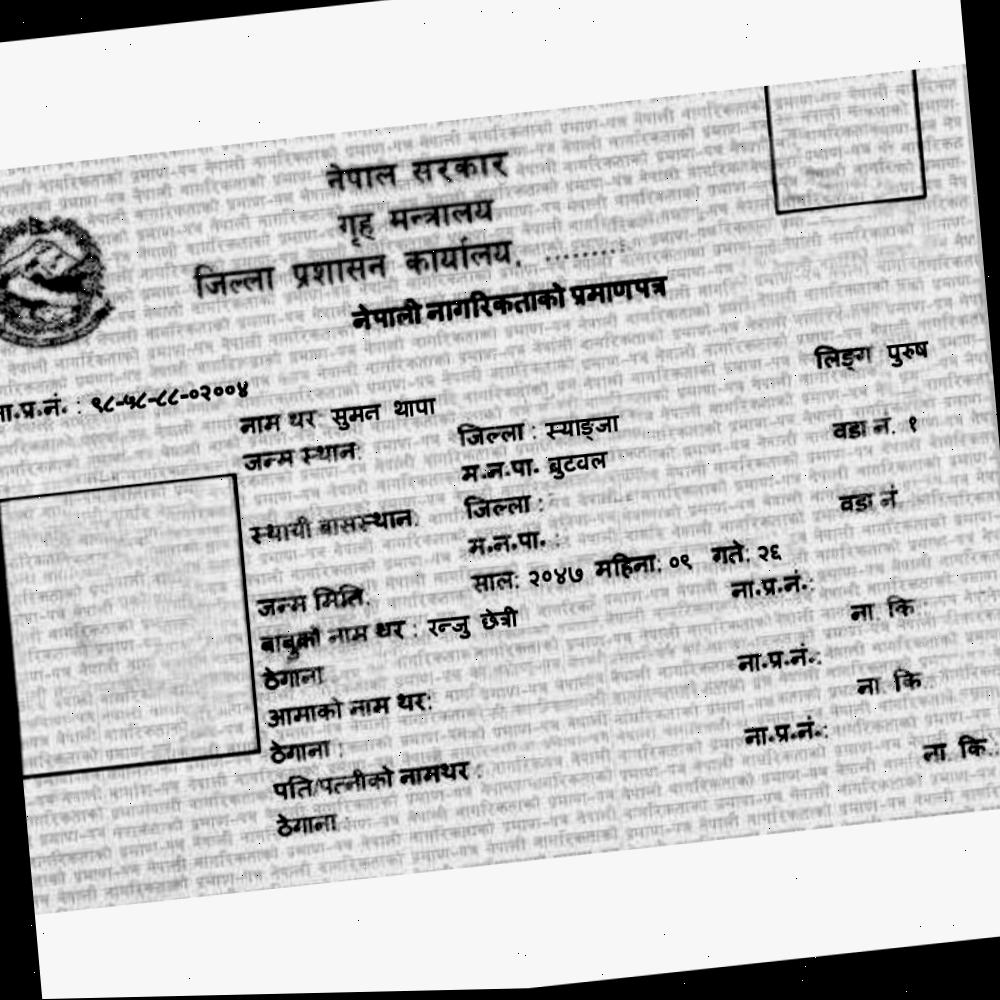 नेपाल सरकार
गृह मन्त्रालय
जिल्ला प्रशासन कार्यालय, .........
नेपाली नागरिकताको प्रमाणपत्र
ना.प्र.नं. : ९८-५८-८८-०२००४
लिङ्ग पुरुष
नाम थर सुमन थापा
जन्म स्थान: जिल्ला : स्याङ्जा वडा नं. १
म.न.पा. बुटवल
स्थायी बासस्थान: जिल्ला : वडा नं
म.न.पा. :
जन्म मिति: साल: २०४७ महिना: ०९ गते: २६
बाबुको नाम थर : रन्जु छेत्री ना.प्र.नं.:
ठेगाना ना कि
आमाको नाम थर: ना.प्र.नं.:
ठेगाना : ना कि
पति/पत्नीको नामथर : ना.प्र.नं.:
ठेगाना ना. कि.: